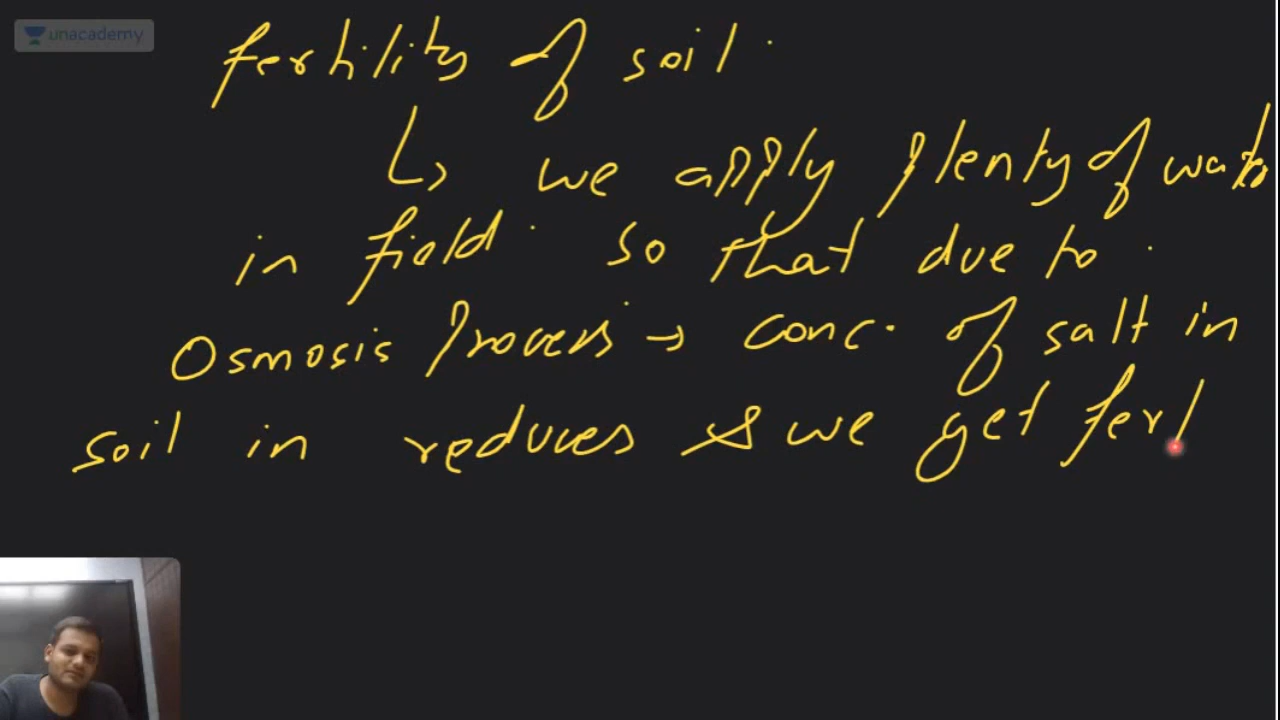 unacademy
fertility of soil.
↳ we apply plenty of water
in field. so that due to.
Osmosis Process → conc. of salt in
soil in reduces & we get fert